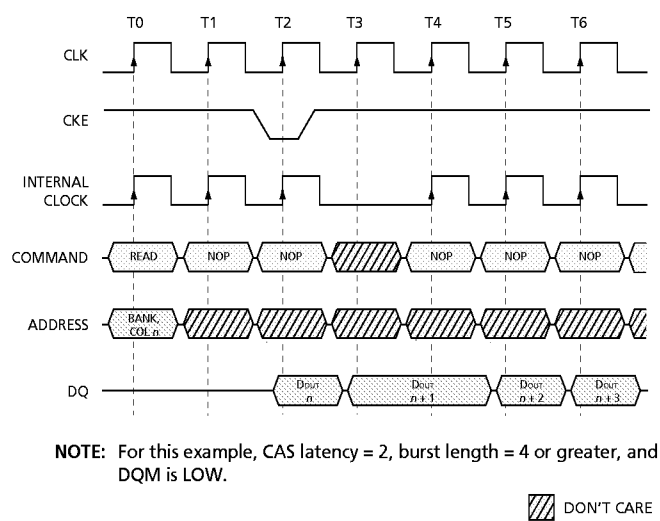 T0 T1 T2 T3 T4 T5 T6
CLK
CKE
INTERNAL
CLOCK
COMMAND READ NOP NOP NOP NOP NOP
ADDRESS BANK,
COL n
DQ DOUT DOUT DOUT DOUT
n n + 1 n + 2 n + 3
NOTE: For this example, CAS latency = 2, burst length = 4 or greater, and
DQM is LOW.
DON'T CARE